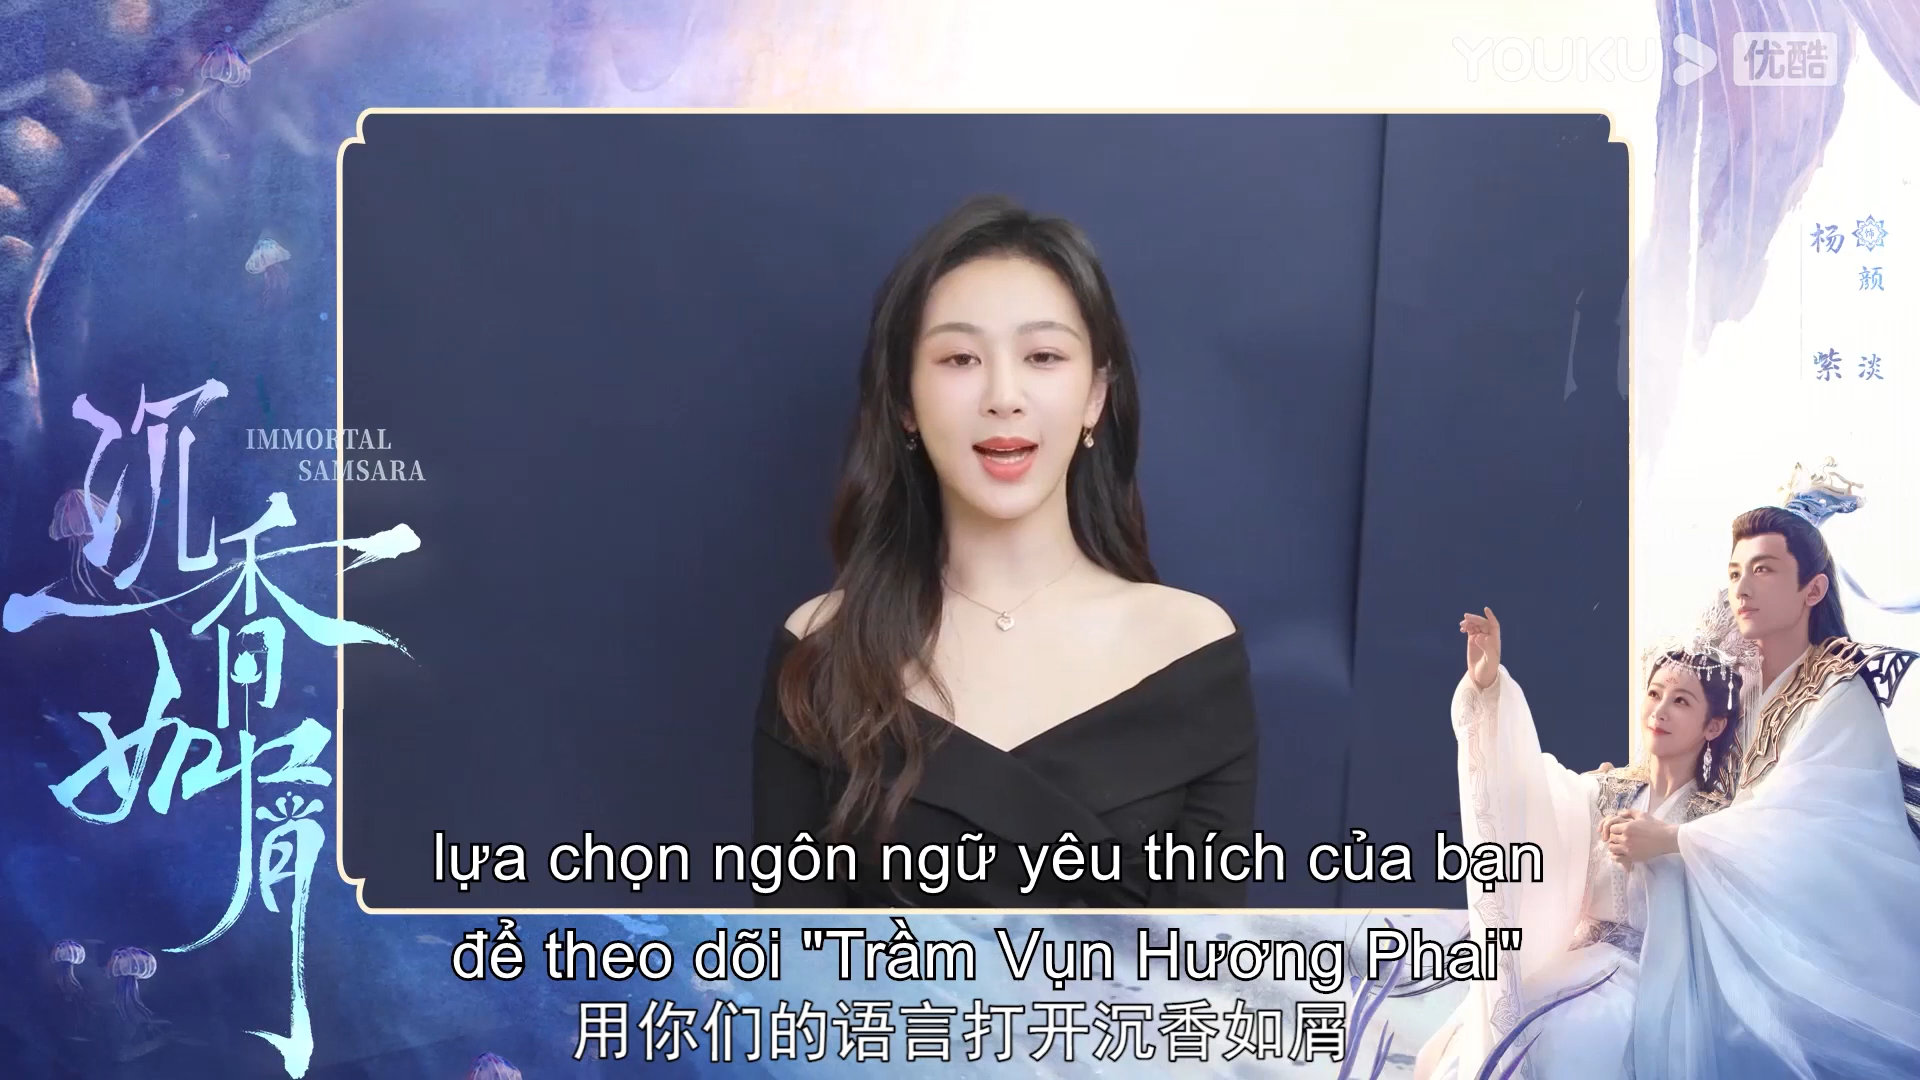 YOUKU 优酷
杨紫
饰
颜淡
沉香如屑
IMMORTAL
SAMSARA
lựa chọn ngôn ngữ yêu thích của bạn
để theo dõi "Trầm Vụn Hương Phai"
用你们的语言打开沉香如屑